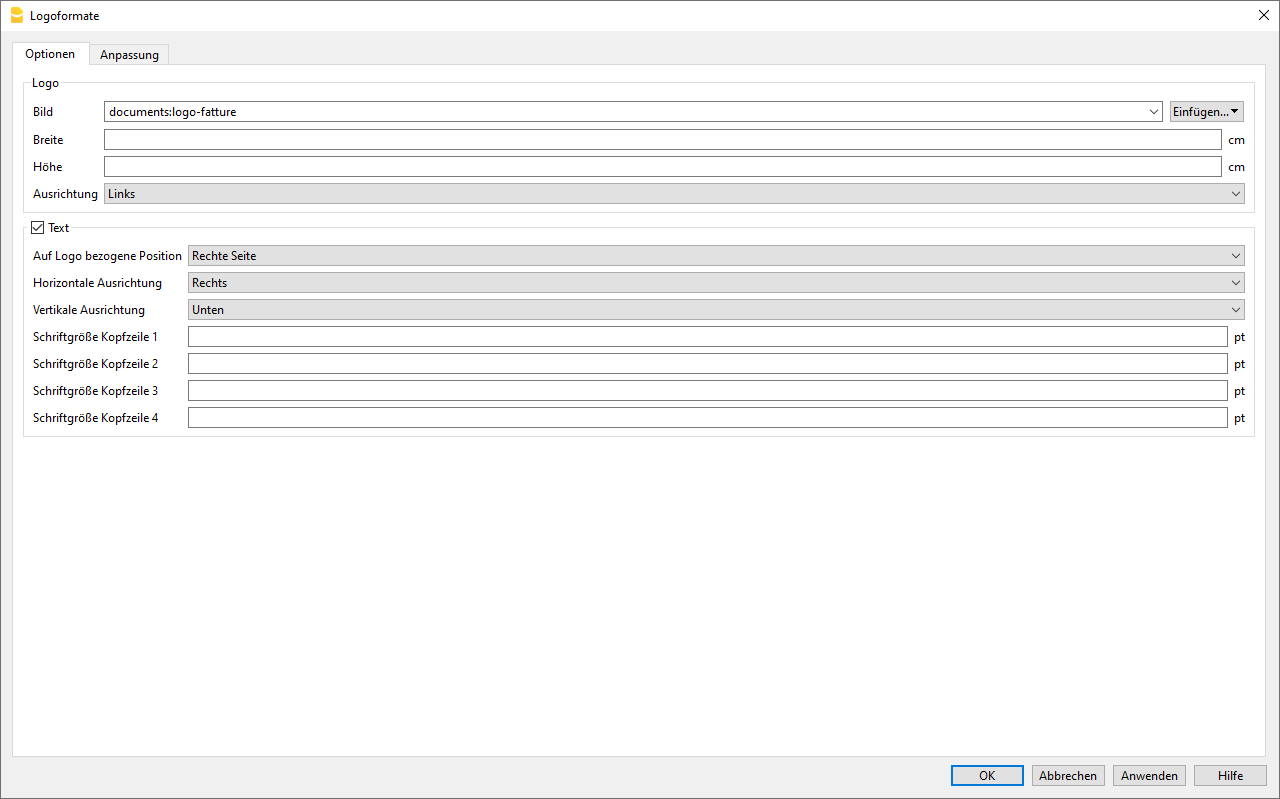 Logoformate
Optionen Anpassung
Logo
Bild documents:logo-fatture Einfügen...
Breite cm
Höhe cm
Ausrichtung Links
Text
Auf Logo bezogene Position Rechte Seite
Horizontale Ausrichtung Rechts
Vertikale Ausrichtung Unten
Schriftgröße Kopfzeile 1 pt
Schriftgröße Kopfzeile 2 pt
Schriftgröße Kopfzeile 3 pt
Schriftgröße Kopfzeile 4 pt
OK Abbrechen Anwenden Hilfe